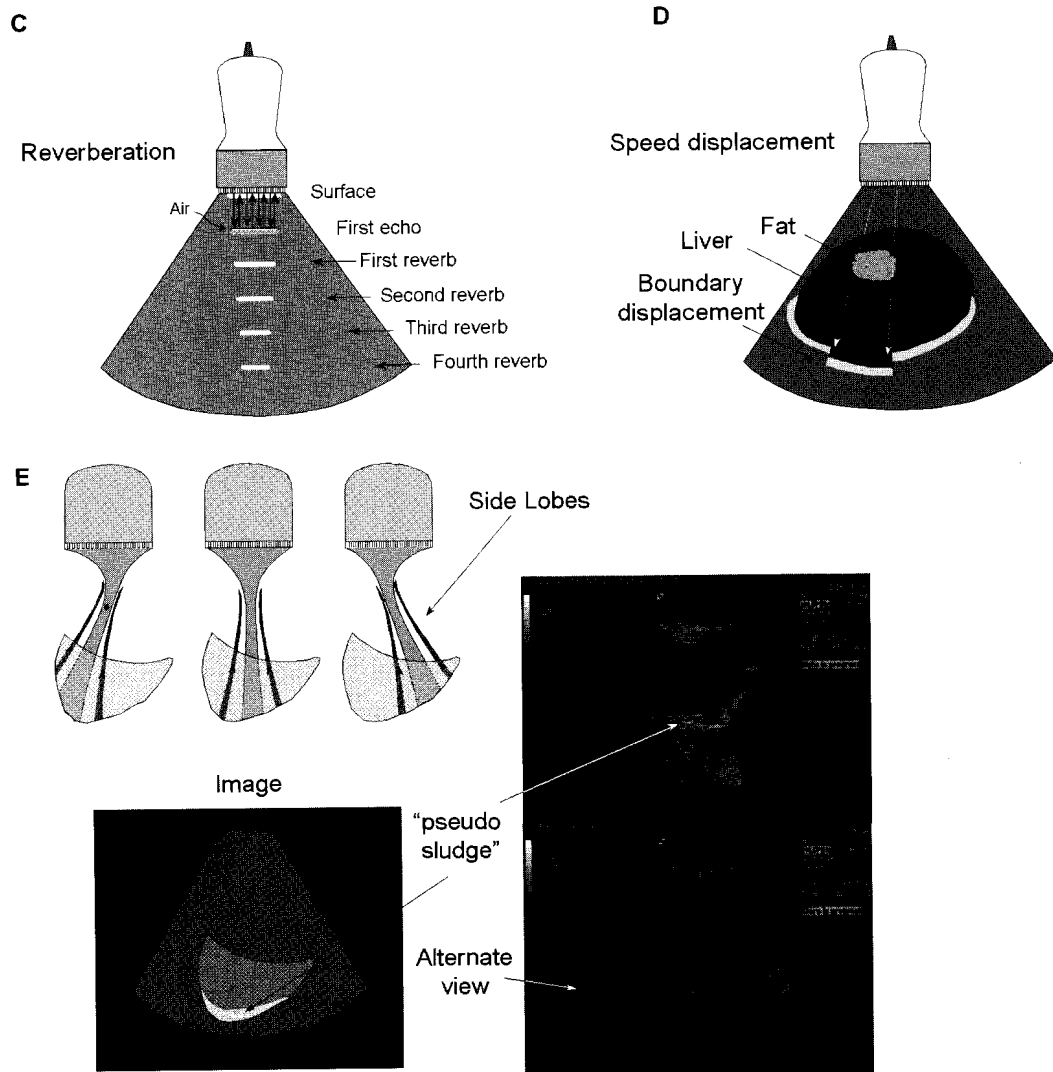 C
Reverberation
Surface
Air
First echo
First reverb
Second reverb
Third reverb
Fourth reverb
D
Speed displacement
Fat
Liver
Boundary
displacement
E
Side Lobes
Image
"pseudo
sludge"
Alternate
view